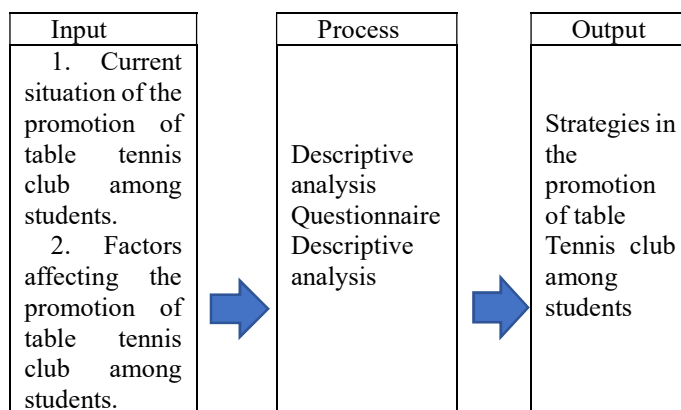 Input
1. Current
situation of the
promotion of
table tennis
club among
students.
2. Factors
affecting the
promotion of
table tennis
club among
students.
Process
Descriptive
analysis
Questionnaire
Descriptive
analysis
Output
Strategies in
the
promotion
of table
Tennis club
among
students